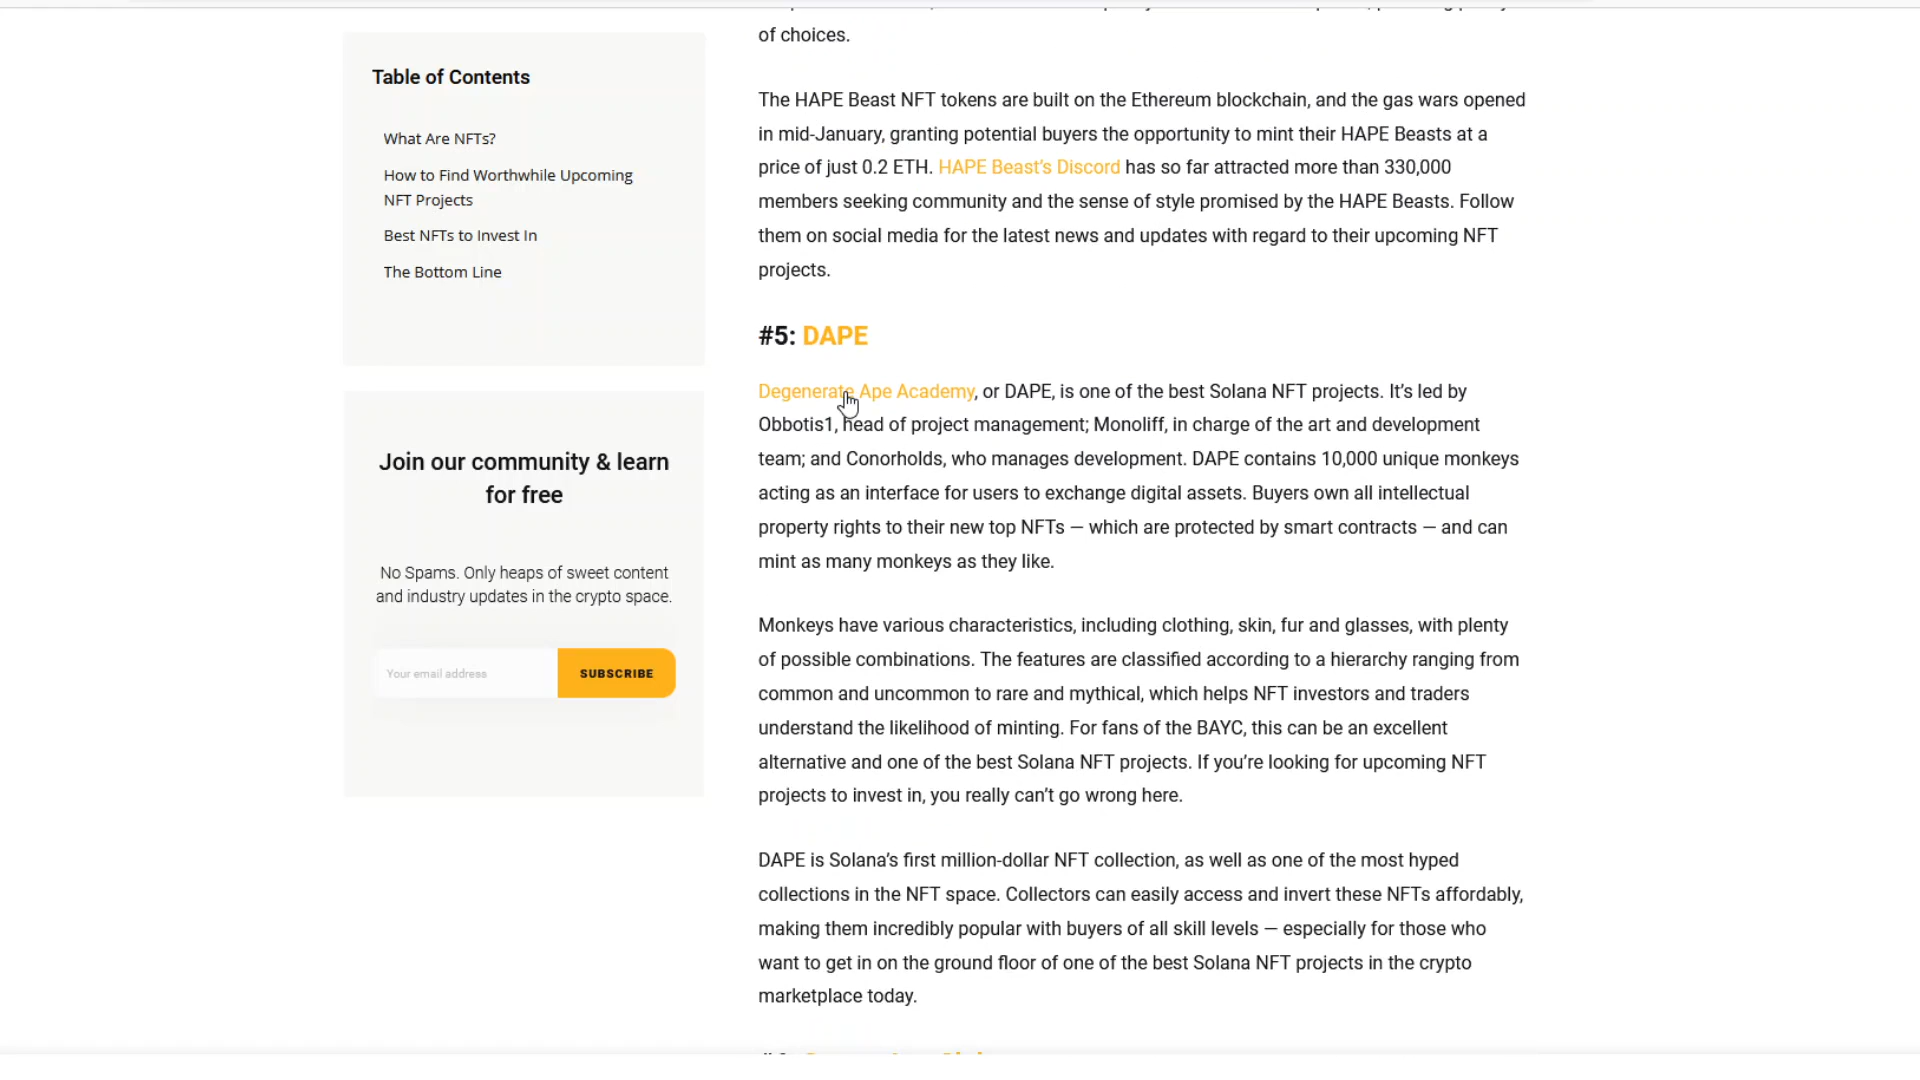 of choices.
Table of Contents
What Are NFTs?
How to Find Worthwhile Upcoming
NFT Projects
Best NFTs to Invest In
The Bottom Line
Join our community & learn
for free
No Spams. Only heaps of sweet content
and industry updates in the crypto space.
Your email address
SUBSCRIBE
The HAPE Beast NFT tokens are built on the Ethereum blockchain, and the gas wars opened
in mid-January, granting potential buyers the opportunity to mint their HAPE Beasts at a
price of just 0.2 ETH. HAPE Beast’s Discord has so far attracted more than 330,000
members seeking community and the sense of style promised by the HAPE Beasts. Follow
them on social media for the latest news and updates with regard to their upcoming NFT
projects.
#5: DAPE
Degenerate Ape Academy, or DAPE, is one of the best Solana NFT projects. It’s led by
Obbotis1, head of project management; Monoliff, in charge of the art and development
team; and Conorholds, who manages development. DAPE contains 10,000 unique monkeys
acting as an interface for users to exchange digital assets. Buyers own all intellectual
property rights to their new top NFTs — which are protected by smart contracts — and can
mint as many monkeys as they like.
Monkeys have various characteristics, including clothing, skin, fur and glasses, with plenty
of possible combinations. The features are classified according to a hierarchy ranging from
common and uncommon to rare and mythical, which helps NFT investors and traders
understand the likelihood of minting. For fans of the BAYC, this can be an excellent
alternative and one of the best Solana NFT projects. If you’re looking for upcoming NFT
projects to invest in, you really can’t go wrong here.
DAPE is Solana’s first million-dollar NFT collection, as well as one of the most hyped
collections in the NFT space. Collectors can easily access and invert these NFTs affordably,
making them incredibly popular with buyers of all skill levels — especially for those who
want to get in on the ground floor of one of the best Solana NFT projects in the crypto
marketplace today.